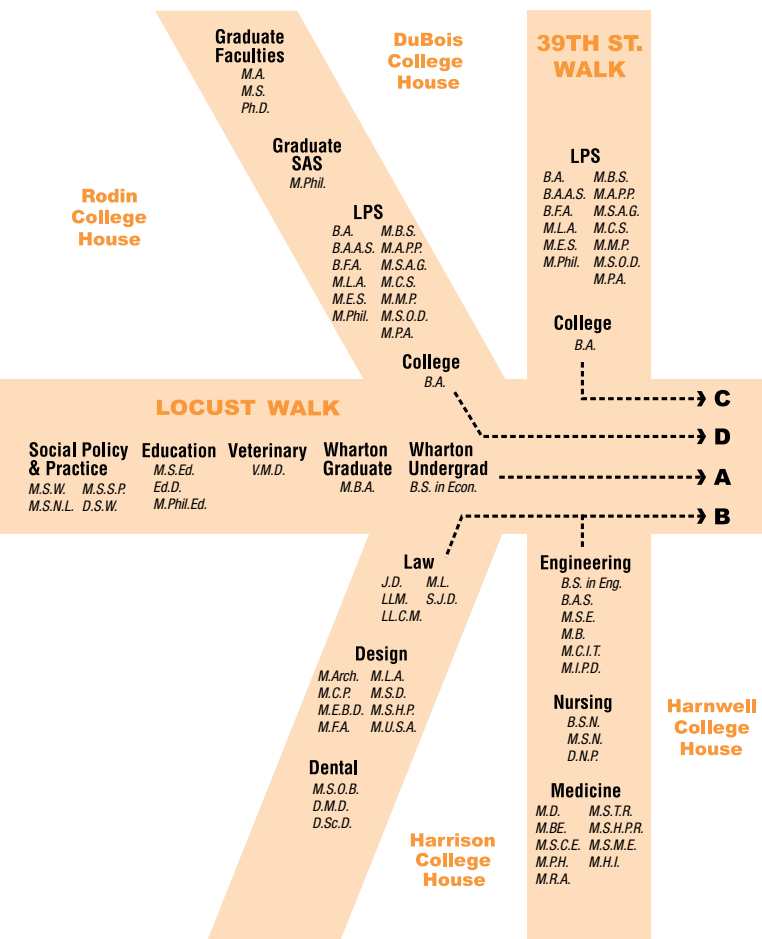 Graduate
Faculties
M.A.
M.S.
Ph.D.
DuBois
College
House
39TH ST.
WALK
Graduate
SAS
M.Phil.
Rodin
College
House
LPS
B.A. M.B.S.
B.A.A.S. M.A.P.P.
B.F.A. M.S.A.G.
M.L.A. M.C.S.
M.E.S. M.M.P.
M.Phil. M.S.O.D.
M.P.A.
LPS
B.A. M.B.S.
B.A.A.S. M.A.P.P.
B.F.A. M.S.A.G.
M.L.A. M.C.S.
M.E.S. M.M.P.
M.Phil. M.S.O.D.
M.P.A.
College
B.A.
College
B.A.
LOCUST WALK
C
D
A
B
Social Policy
& Practice
M.S.W. M.S.S.P.
M.S.N.L. D.S.W.
Education
M.S.Ed.
Ed.D.
M.Phil.Ed.
Veterinary
V.M.D.
Wharton
Graduate
M.B.A.
Wharton
Undergrad
B.S. in Econ.
Law
J.D. M.L.
LLM. S.J.D.
LL.C.M.
Design
M.Arch. M.L.A.
M.C.P. M.S.D.
M.E.B.D. M.S.H.P.
M.F.A. M.U.S.A.
Dental
M.S.O.B.
D.M.D.
D.Sc.D.
Engineering
B.S. in Eng.
B.A.S.
M.S.E.
M.B.
M.C.I.T.
M.I.P.D.
Nursing
B.S.N.
M.S.N.
D.N.P.
Medicine
M.D. M.S.T.R.
M.BE. M.S.H.P.R.
M.S.C.E. M.S.M.E.
M.P.H. M.H.I.
M.R.A.
Harnwell
College
House
Harrison
College
House